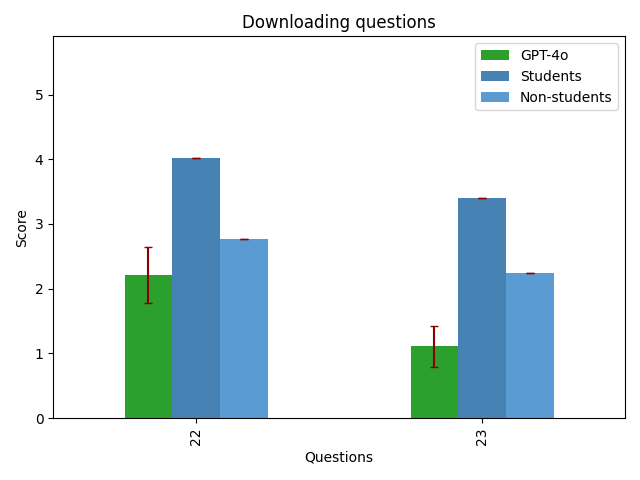 Downloading questions
GPT-4o
Students
Non-students
Score
5
4
3
2
1
0
22
23
Questions